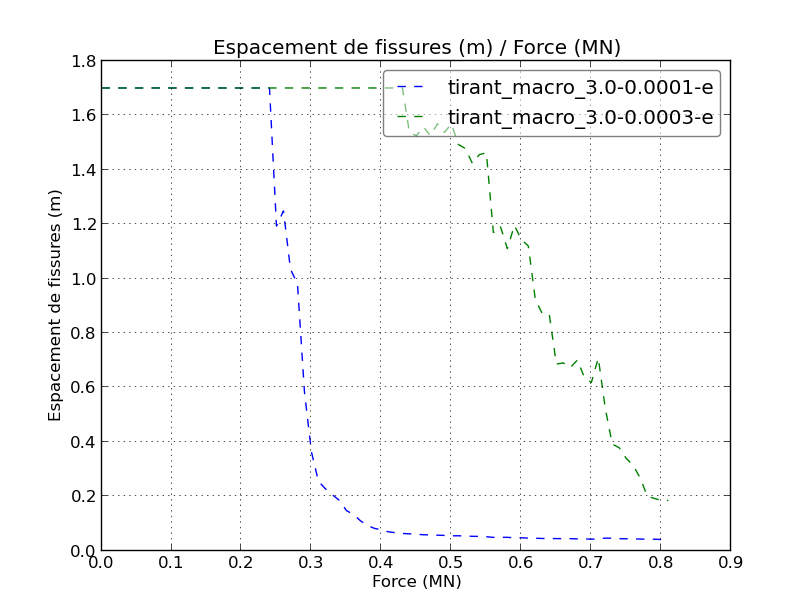 Espacement de fissures (m) / Force (MN)
1.8
1.6
1.4
1.2
1.0
0.8
0.6
0.4
0.2
0.0
Espacement de fissures (m)
tirant_macro_3.0-0.0001-e
tirant_macro_3.0-0.0003-e
0.0 0.1 0.2 0.3 0.4 0.5 0.6 0.7 0.8 0.9
Force (MN)